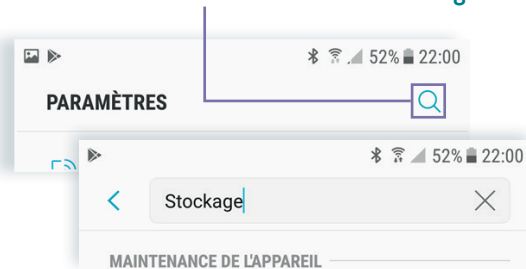 52% 22:00
PARAMÈTRES
52% 22:00
Stockage
MAINTENANCE DE L'APPAREIL